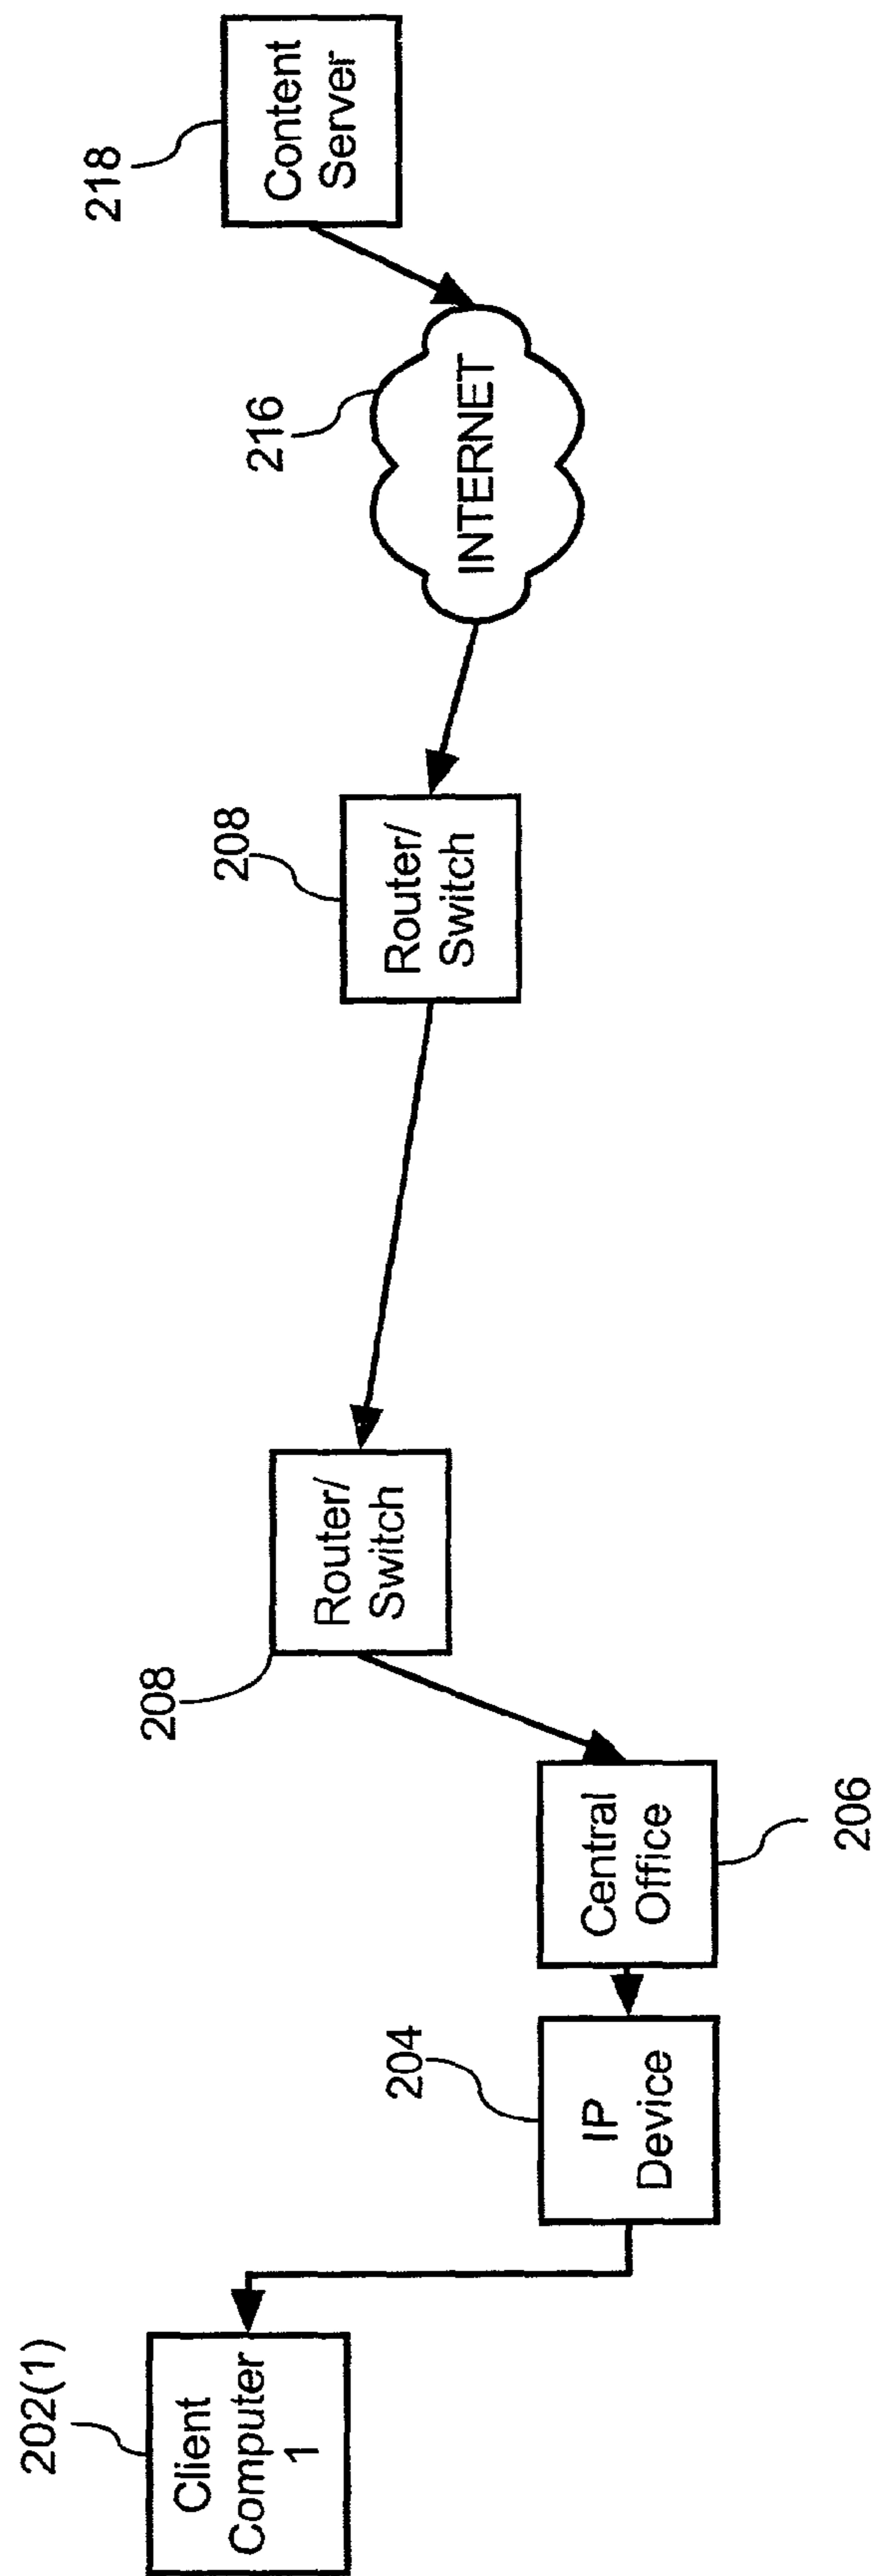 202(1)
Client
Computer
1
204
IP
Device
Central
Office
206
208
Router/
Switch
208
Router/
Switch
216
INTERNET
218
Content
Server